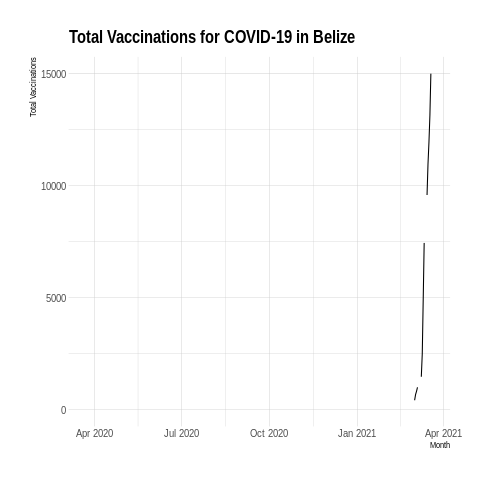 Total Vaccinations for COVID-19 in Belize
Total Vaccinations
15000
10000
5000
0
Apr 2020 Jul 2020 Oct 2020 Jan 2021 Apr 2021
Month